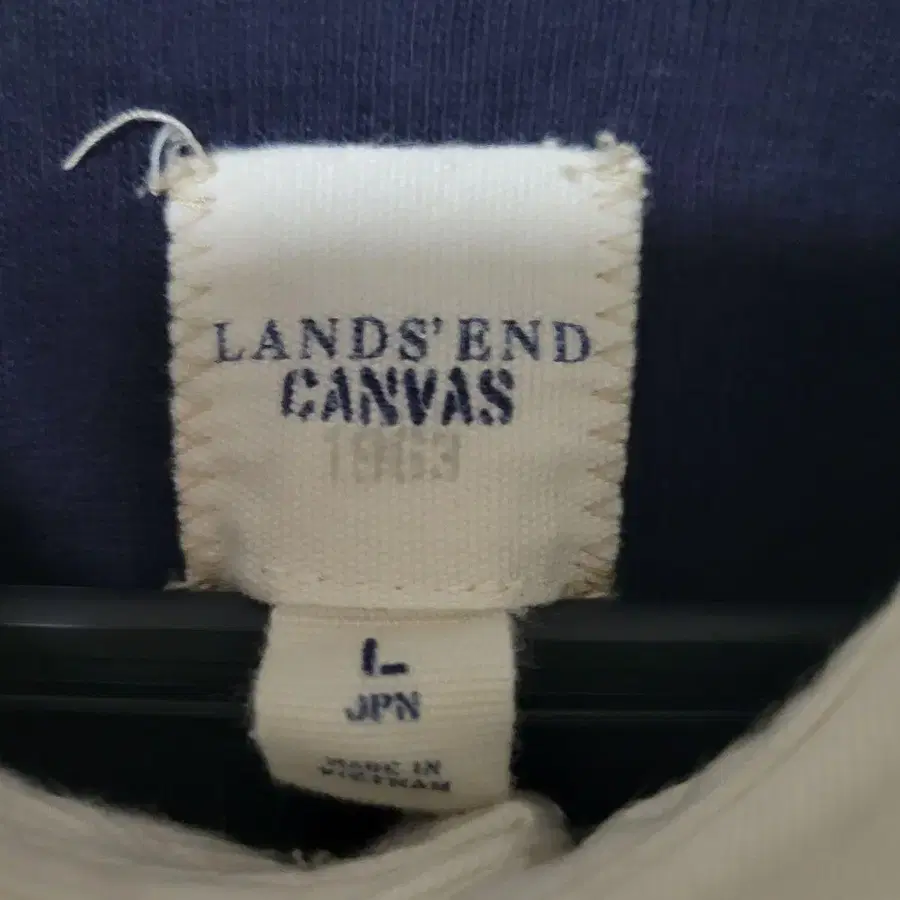 LANDS' END
CANVAS
1963
L
JPN
MADE IN
VIETNAM